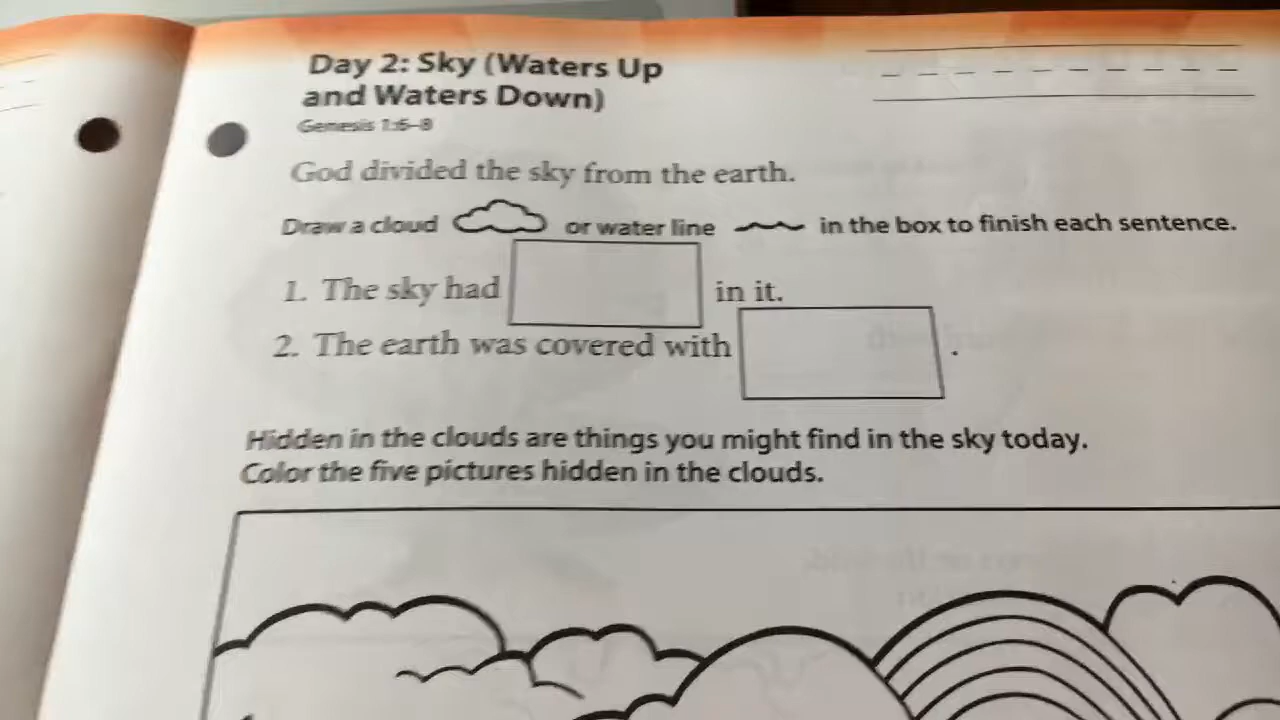 Day 2: Sky (Waters Up
and Waters Down)
Genesis 1:6–8
God divided the sky from the earth.
Draw a cloud or water line in the box to finish each sentence.
1. The sky had in it.
2. The earth was covered with .
Hidden in the clouds are things you might find in the sky today.
Color the five pictures hidden in the clouds.